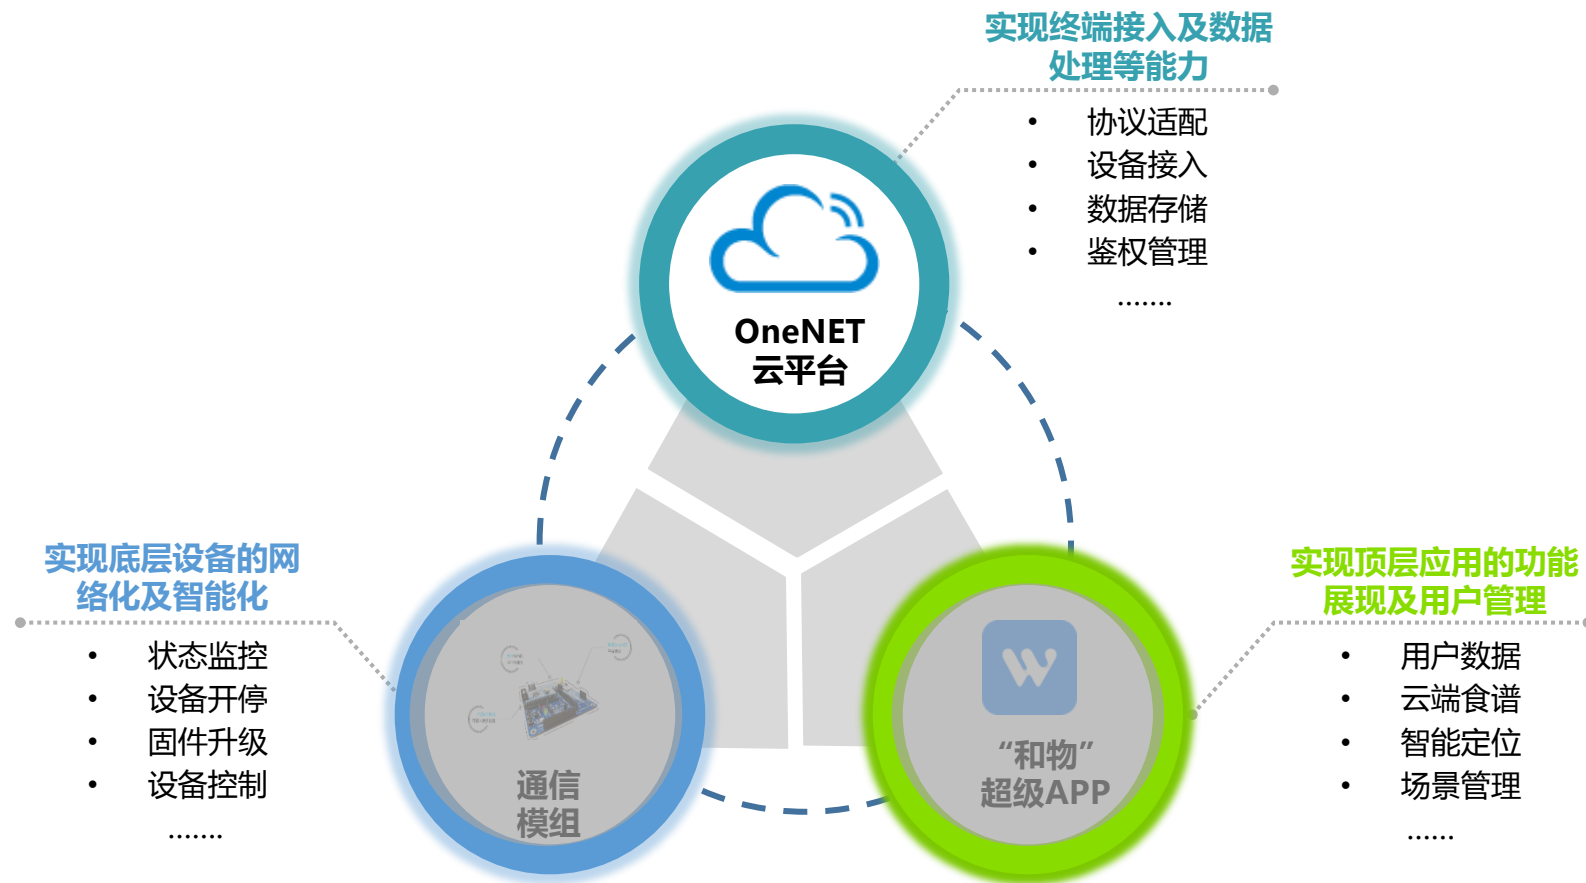 实现终端接入及数据
处理等能力
• 协议适配
• 设备接入
• 数据存储
• 鉴权管理
.......
OneNET
云平台
实现底层设备的网
络化及智能化
• 状态监控
• 设备开停
• 固件升级
• 设备控制
.......
通信
模组
“和物”
超级APP
实现顶层应用的功能
展现及用户管理
• 用户数据
• 云端食谱
• 智能定位
• 场景管理
......